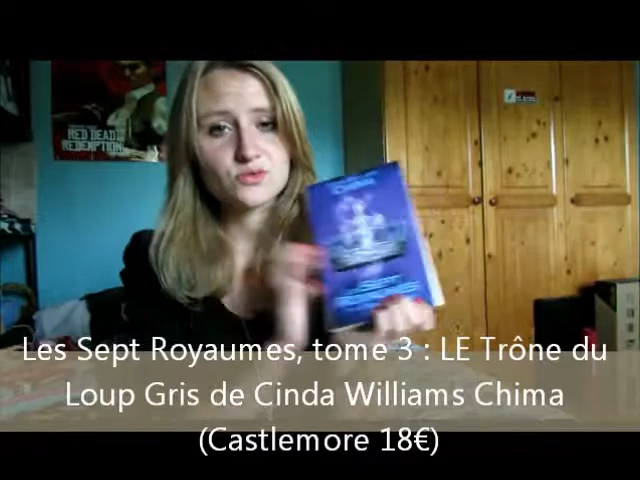 RED DEAD
REDEMPTION
Les Sept Royaumes, tome 3 : LE Trône du
Loup Gris de Cinda Williams Chima
(Castlemore 18€)